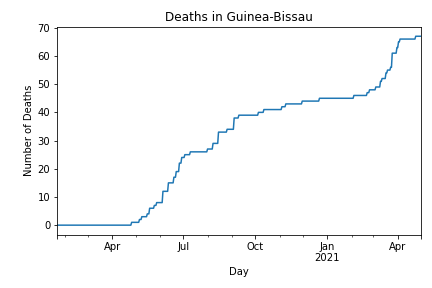 Deaths in Guinea-Bissau
70
60
50
40
30
20
10
0
Number of Deaths
Apr
Jul
Oct
Jan
2021
Apr
Day